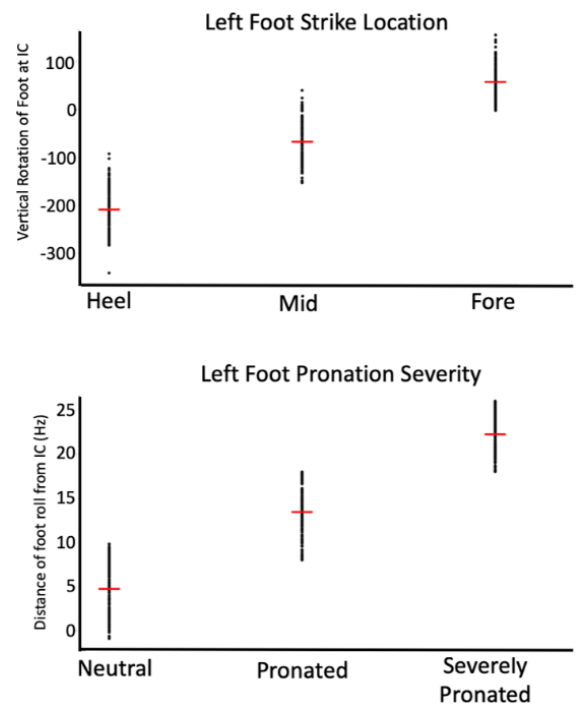 Left Foot Strike Location
Vertical Rotation of Foot at IC
100
0
-100
-200
-300
Heel
Mid
Fore
Left Foot Pronation Severity
Distance of foot roll from IC (Hz)
25
20
15
10
5
0
Neutral
Pronated
Severely
Pronated